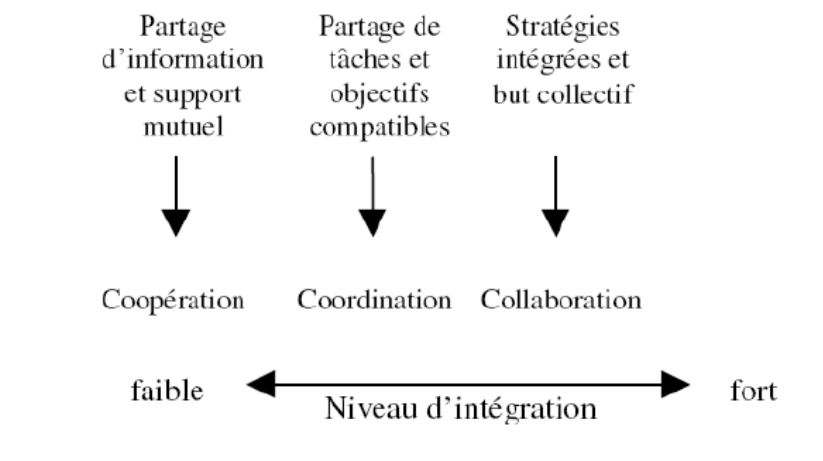 Partage
d'information
et support
mutuel
Partage de
tâches et
objectifs
compatibles
Stratégies
intégrées et
but collectif
Coopération
Coordination
Collaboration
faible
Niveau d'intégration
fort